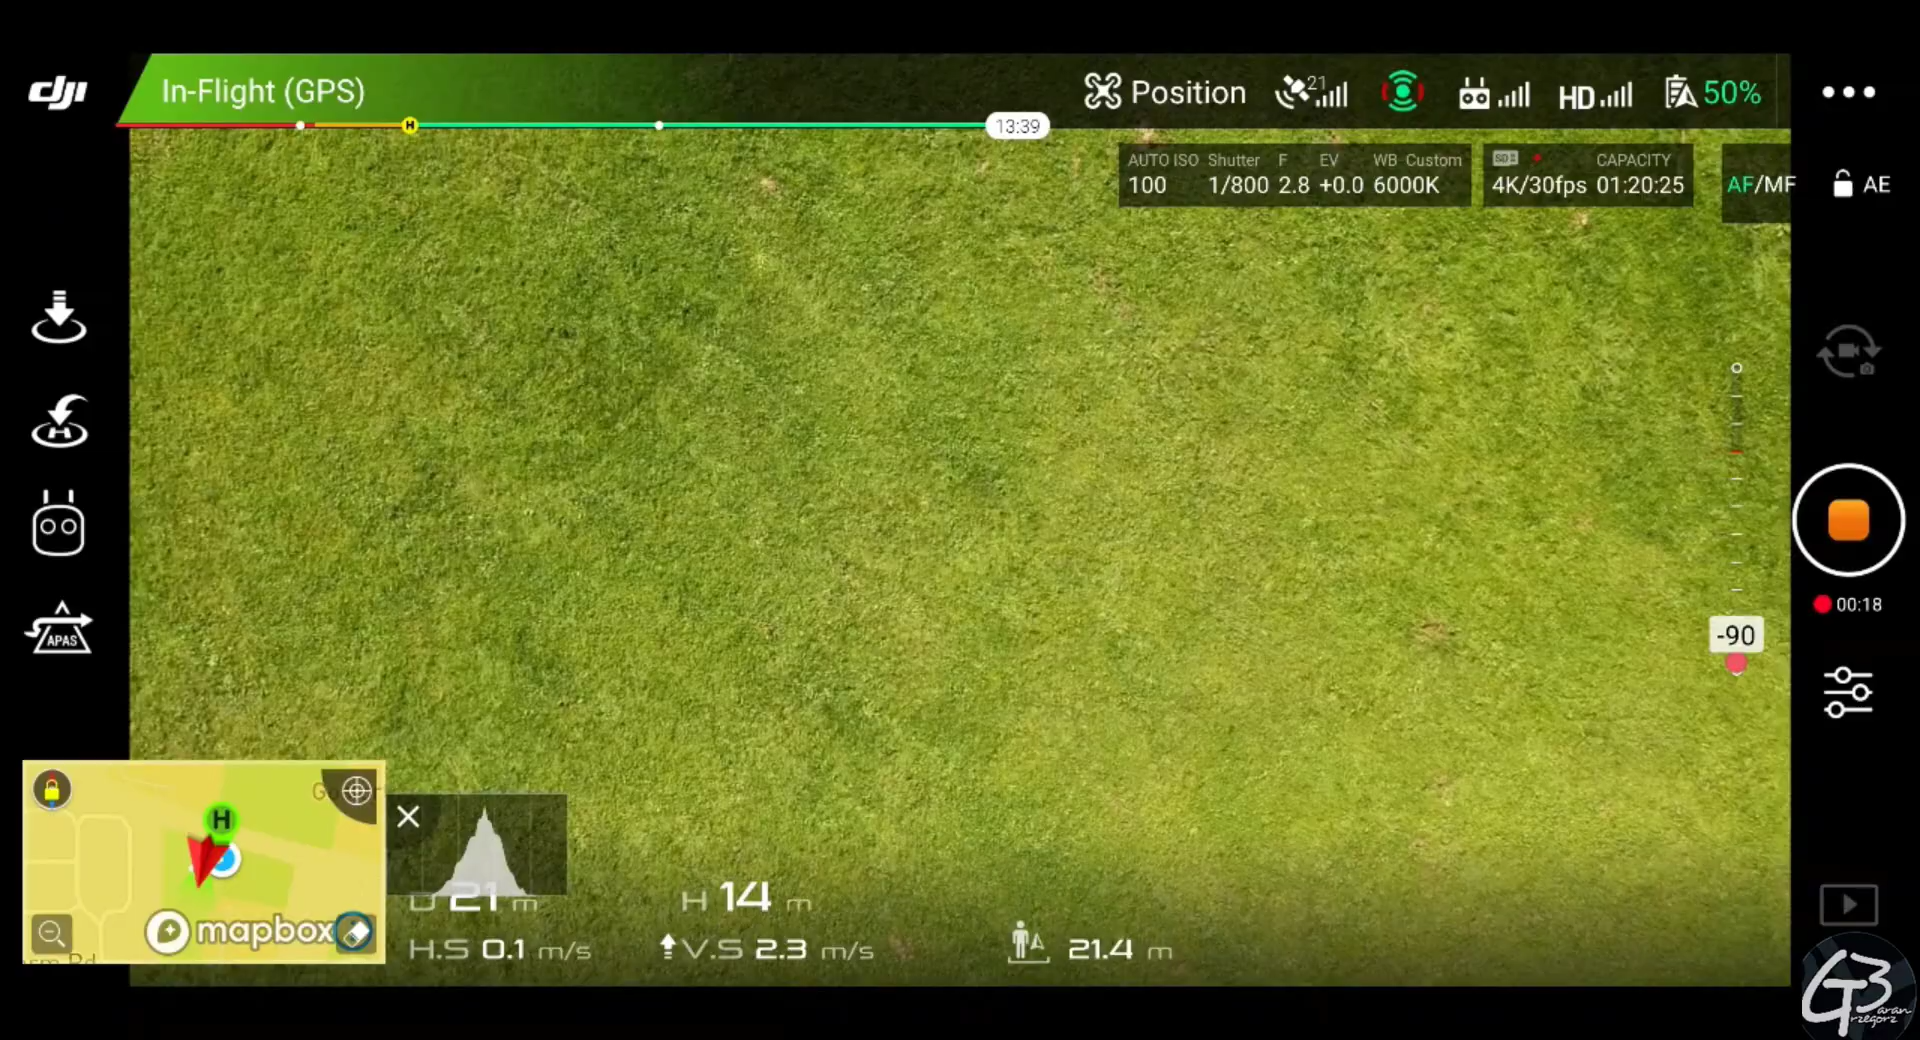 dji
In-Flight (GPS)
Position
21
HD
50%
H
13:39
AUTO ISO Shutter F EV WB Custom
100 1/800 2.8 +0.0 6000K
CAPACITY
4K/30fps 01:20:25
AF/MF
AE
APAS
00:18
-90
H
mapbox
D 21 m
H 14 m
H.S 0.1 m/s
V.S 2.3 m/s
21.4 m